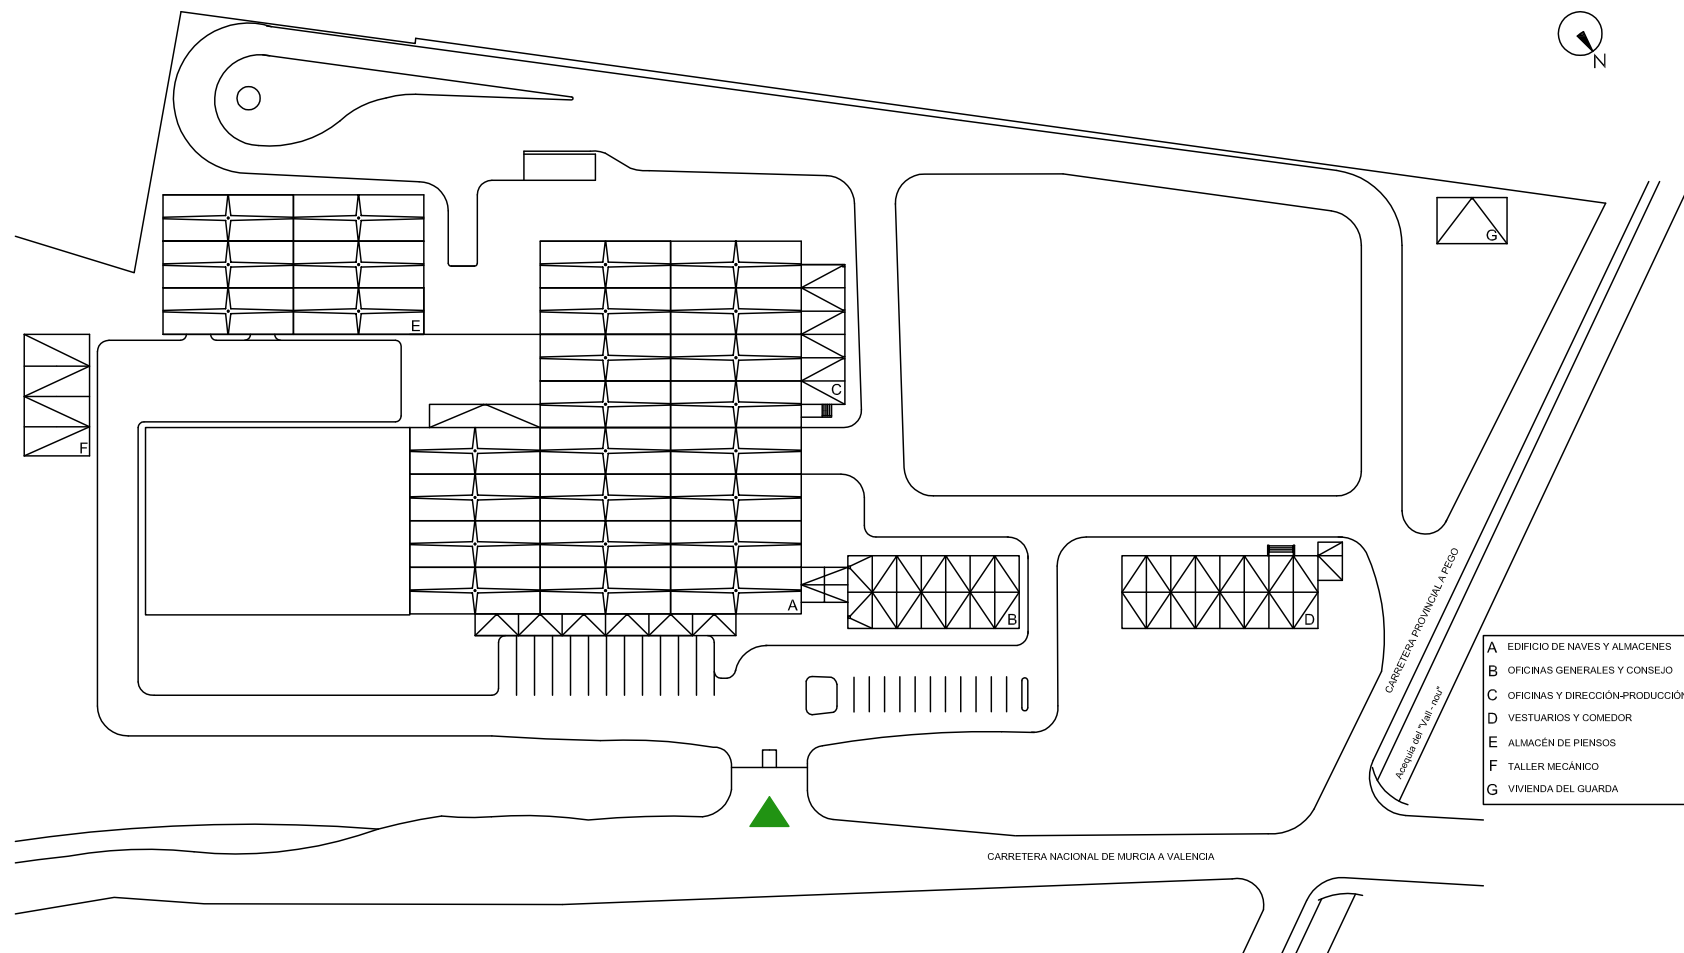 N
G
E
C
F
A
B
D
CARRETERA PROVINCIAL A PEGO
Acequia del "Vall - nou"
A EDIFICIO DE NAVES Y ALMACENES
B OFICINAS GENERALES Y CONSEJO
C OFICINAS Y DIRECCIÓN-PRODUCCIÓN
D VESTUARIOS Y COMEDOR
E ALMACÉN DE PIENSOS
F TALLER MECÁNICO
G VIVIENDA DEL GUARDA
CARRETERA NACIONAL DE MURCIA A VALENCIA